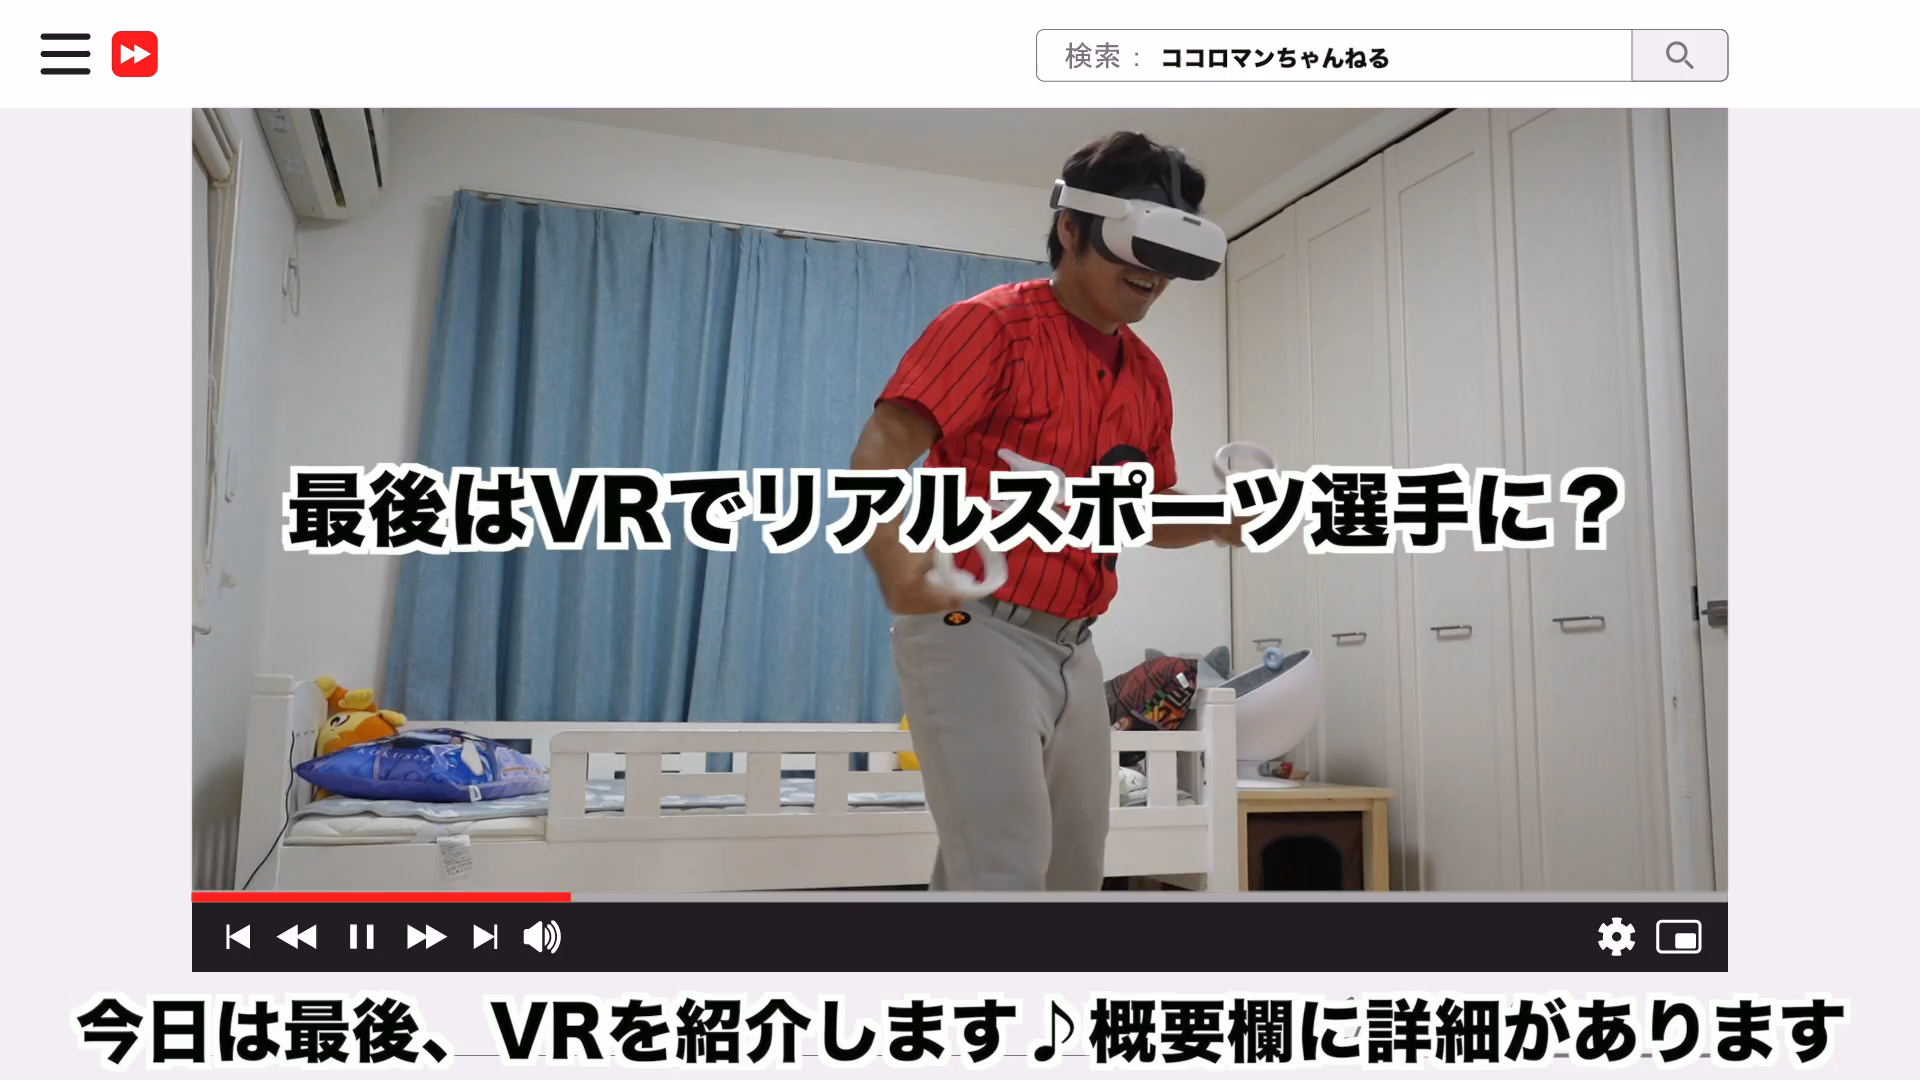 検索： ココロマンちゃんねる
最後はVRでリアルスポーツ選手に？
KOKUSEI
今日は最後、VRを紹介します♪概要欄に詳細があります